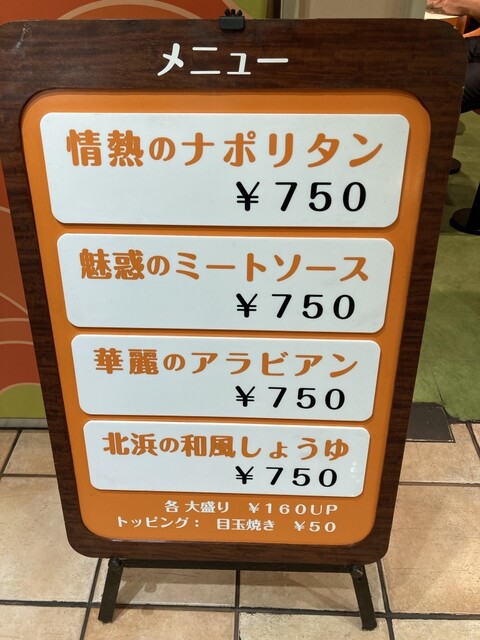 メニュー
情熱のナポリタン
￥750
魅惑のミートソース
￥750
華麗のアラビアン
￥750
北浜の和風しょうゆ
￥750
各 大盛り ￥160UP
トッピング： 目玉焼き ￥50